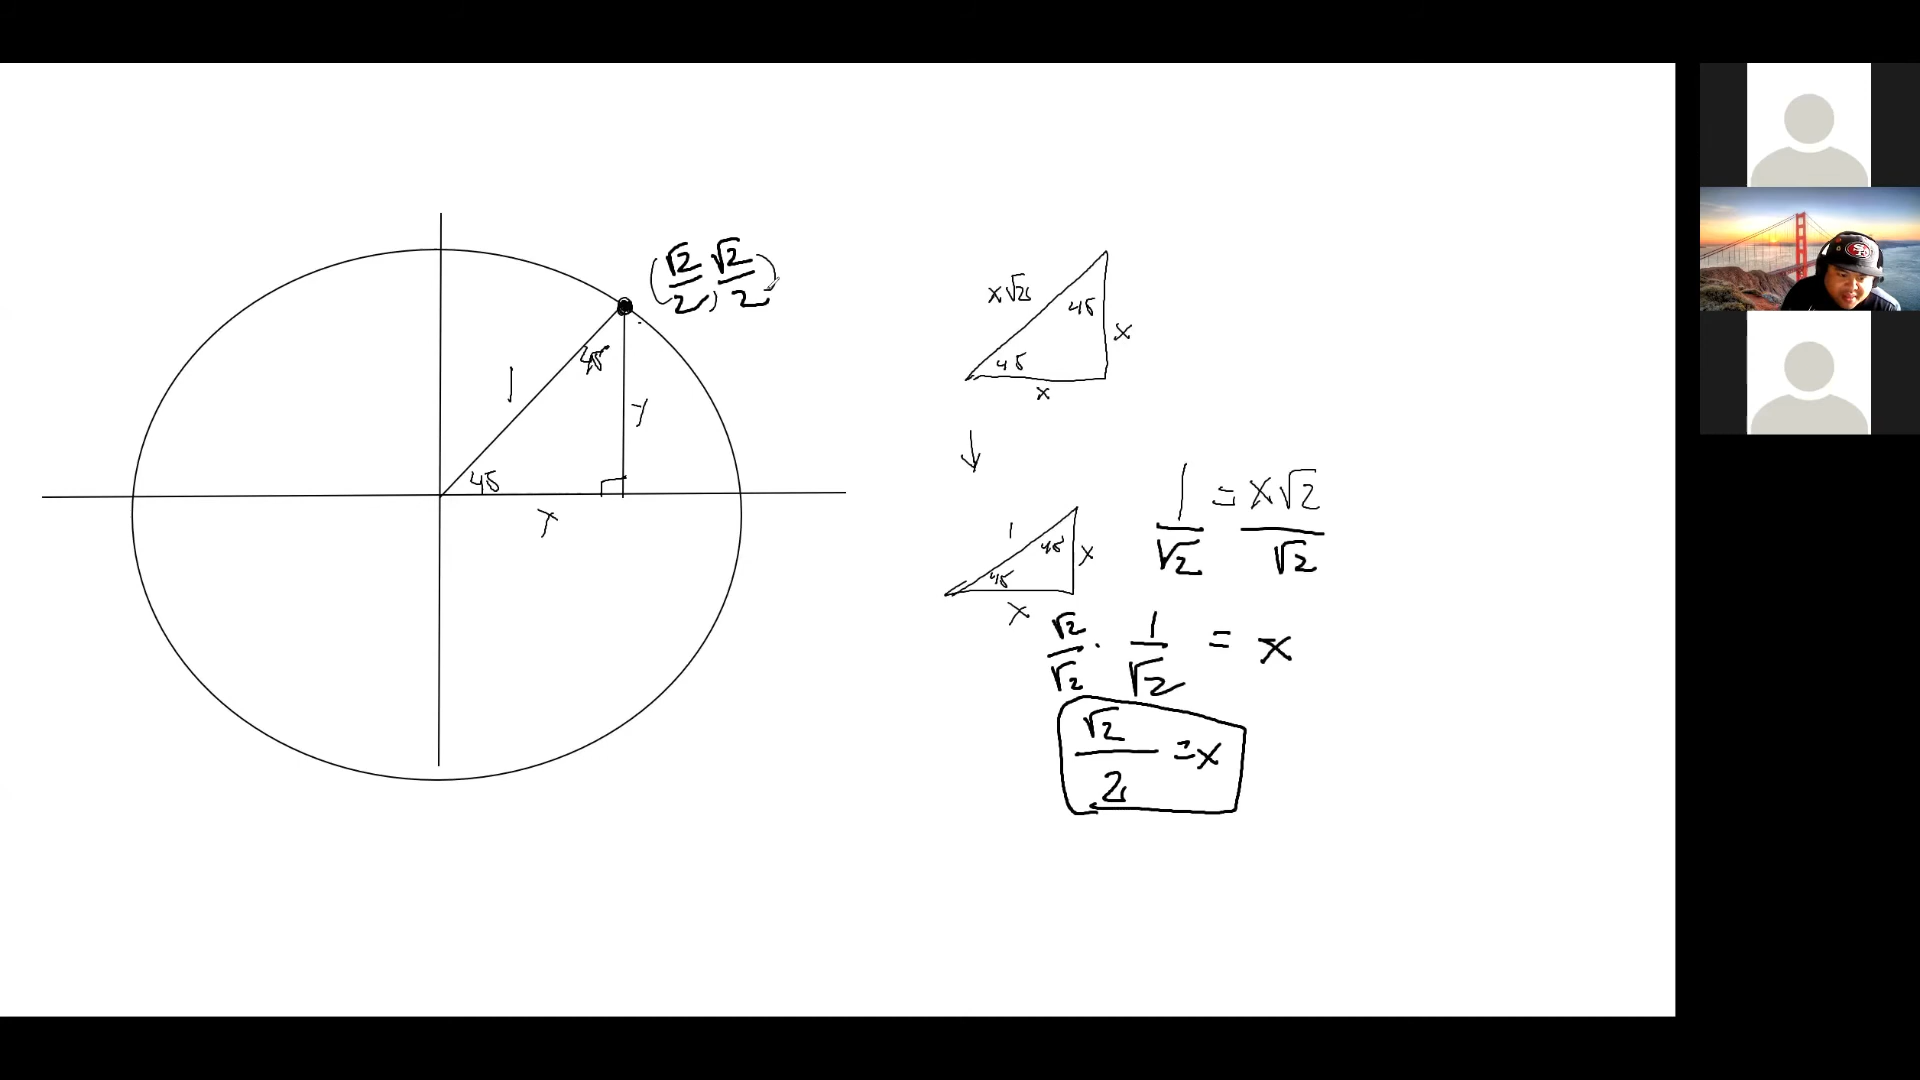 (√2/2, √2/2)
1
45
y
45
x
x√2
45
x
45
x
↓
1
45
x
45
x
1/√2 = x√2/√2
√2/√2 · 1/√2 = x
√2/2 = x